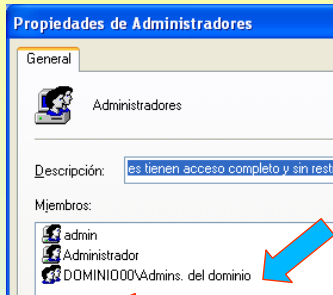 Propiedades de Administradores
General
Administradores
Descripción:
es tienen acceso completo y sin restr
Miembros:
admin
Administrador
DOMINIO00\Admins. del dominio